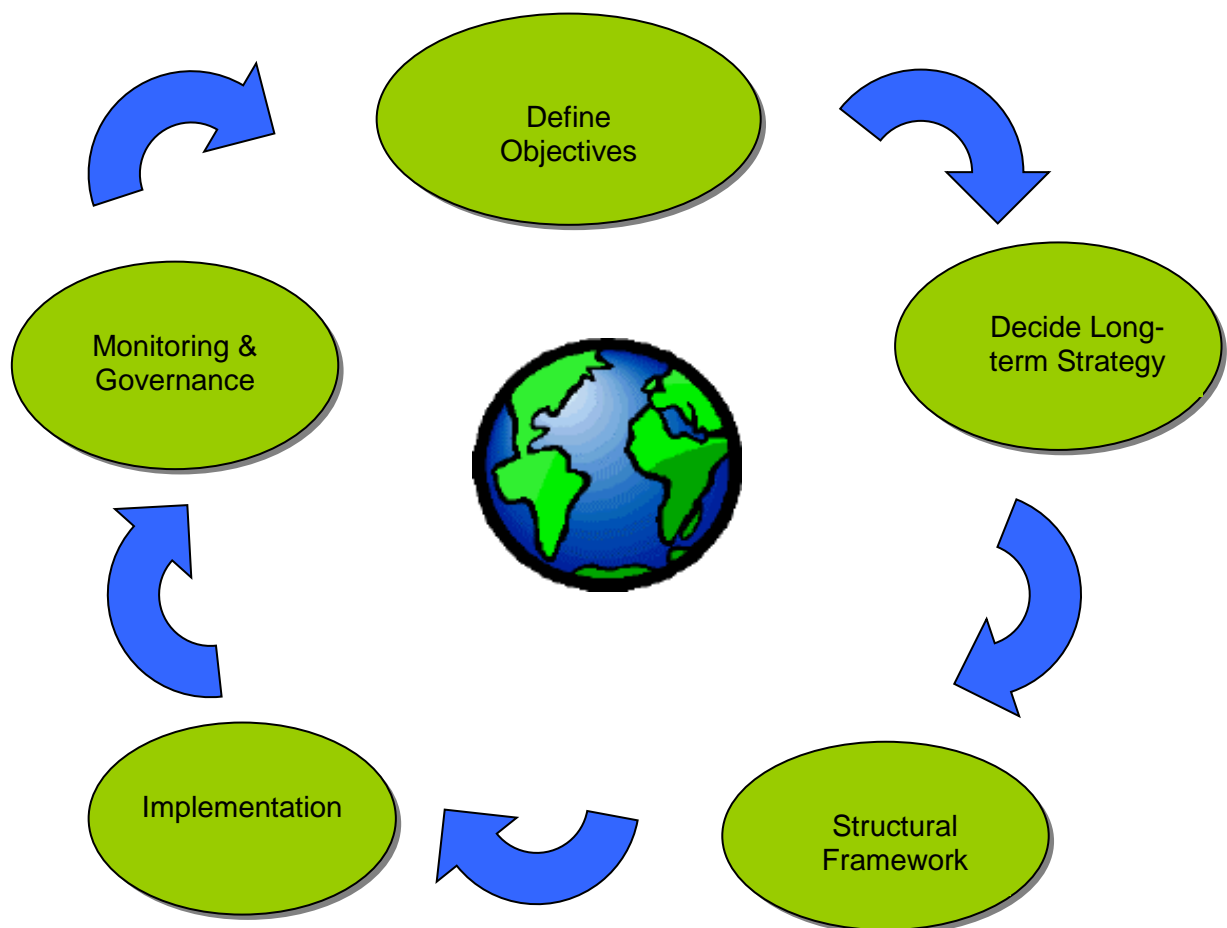 Define
Objectives
Decide Long-
term Strategy
Structural
Framework
Implementation
Monitoring &
Governance